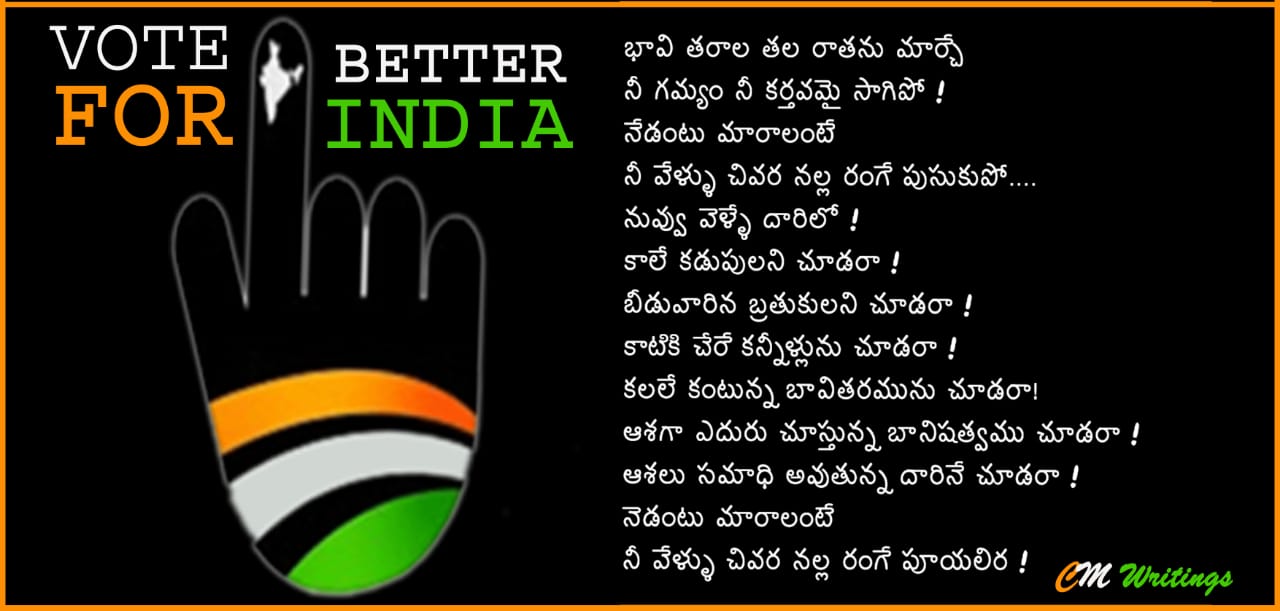 VOTE
FOR
BETTER
INDIA
భావి తరాల తల రాతను మార్చే
నీ గమ్యం నీ కర్తవమై సాగిపో !
నేడంటు మారాలంటే
నీ వేళ్ళు చివర నల్ల రంగే పుసుకుపో....
నువ్వు వెళ్ళే దారిలో !
కాలే కడుపులని చూడరా !
బీడువారిన బ్రతుకులని చూడరా !
కాటికి చేరే కన్నీళ్లును చూడరా !
కలలే కంటున్న బావితరమును చూడరా!
ఆశగా ఎదురు చూస్తున్న బానిషత్వము చూడరా !
ఆశలు సమాధి అవుతున్న దారినే చూడరా !
నెడంటు మారాలంటే
నీ వేళ్ళు చివర నల్ల రంగే పూయలిర !
CM Writings